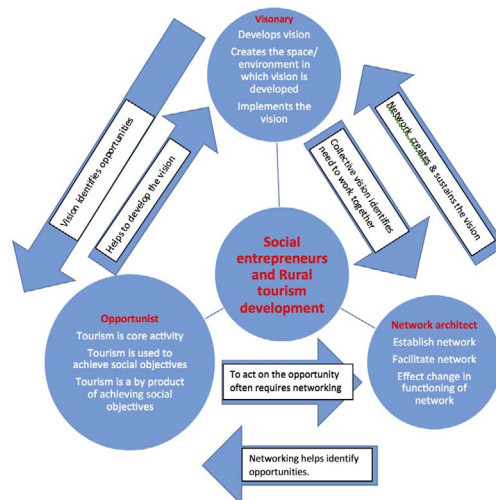 Visonary
Develops vision
Creates the space/
environment in
which vision is
developed
Implements the
vision
Vision identifies opportunities
Helps to develop the vision
Collective vision identifies
need to work together
Network creates & sustains the vision
Social
entrepreneurs
and Rural
tourism
development
Opportunist
Tourism is core activity
Tourism is used to
achieve social objectives
Tourism is a by product
of achieving social
objectives
To act on the opportunity
often requires networking
Network architect
Establish network
Facilitate network
Effect change in
functioning of
network
Networking helps identify
opportunities.